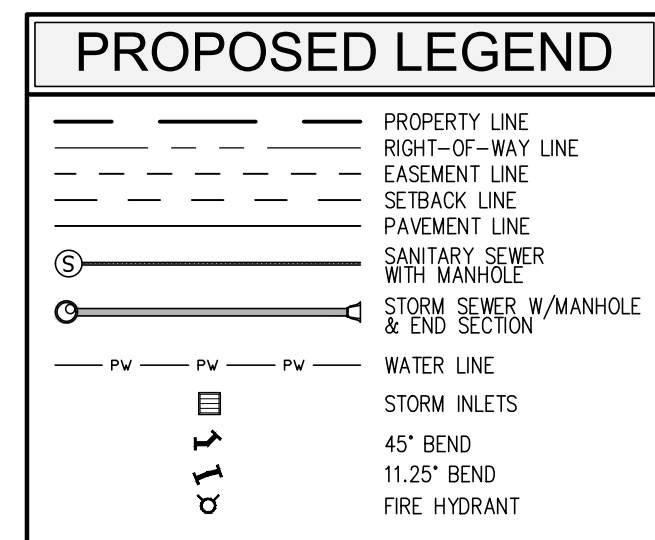 PROPOSED LEGEND
PROPERTY LINE
RIGHT-OF-WAY LINE
EASEMENT LINE
SETBACK LINE
PAVEMENT LINE
S
SANITARY SEWER
WITH MANHOLE
STORM SEWER W/MANHOLE
& END SECTION
PW PW PW WATER LINE
STORM INLETS
45° BEND
11.25° BEND
FIRE HYDRANT